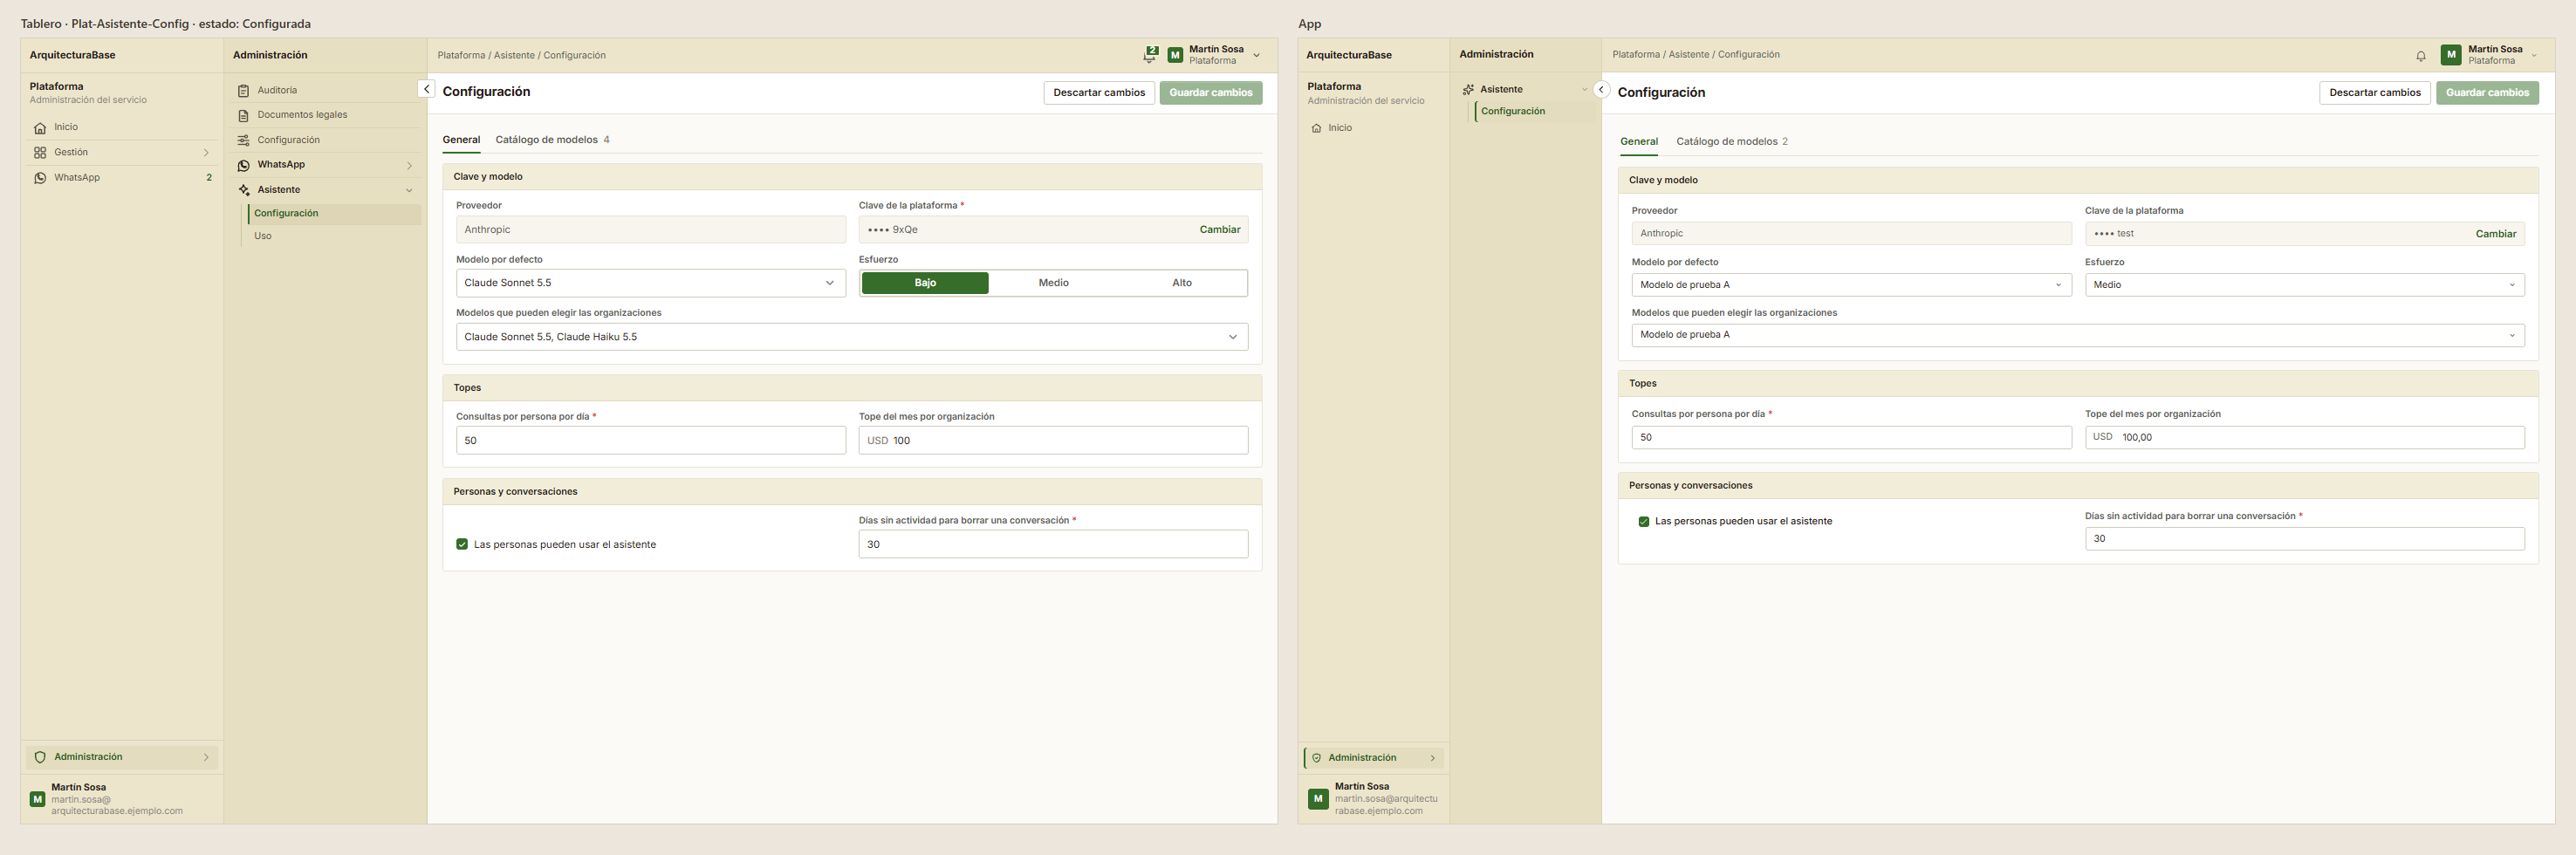 Tablero · Plat-Asistente-Config · estado: Configurada
ArquitecturaBase
Plataforma
Administración del servicio
Inicio
Gestión
WhatsApp 2
Administración
Martín Sosa
martin.sosa@
arquitecturabase.ejemplo.com
Administración
Auditoría
Documentos legales
Configuración
WhatsApp
Asistente
Configuración
Uso
Plataforma / Asistente / Configuración
2
M
Martín Sosa
Plataforma
Configuración
Descartar cambios
Guardar cambios
General
Catálogo de modelos 4
Clave y modelo
Proveedor
Anthropic
Clave de la plataforma *
•••• 9xQe
Cambiar
Modelo por defecto
Claude Sonnet 5.5
Esfuerzo
Bajo
Medio
Alto
Modelos que pueden elegir las organizaciones
Claude Sonnet 5.5, Claude Haiku 5.5
Topes
Consultas por persona por día *
50
Tope del mes por organización
USD 100
Personas y conversaciones
Las personas pueden usar el asistente
Días sin actividad para borrar una conversación *
30
M
App
ArquitecturaBase
Plataforma
Administración del servicio
Inicio
Administración
M
Martín Sosa
martin.sosa@arquitectu
rabase.ejemplo.com
Administración
Asistente
Configuración
Plataforma / Asistente / Configuración
M
Martín Sosa
Plataforma
Configuración
Descartar cambios
Guardar cambios
General
Catálogo de modelos 2
Clave y modelo
Proveedor
Anthropic
Clave de la plataforma
•••• test
Cambiar
Modelo por defecto
Modelo de prueba A
Esfuerzo
Medio
Modelos que pueden elegir las organizaciones
Modelo de prueba A
Topes
Consultas por persona por día *
50
Tope del mes por organización
USD 100,00
Personas y conversaciones
Las personas pueden usar el asistente
Días sin actividad para borrar una conversación *
30